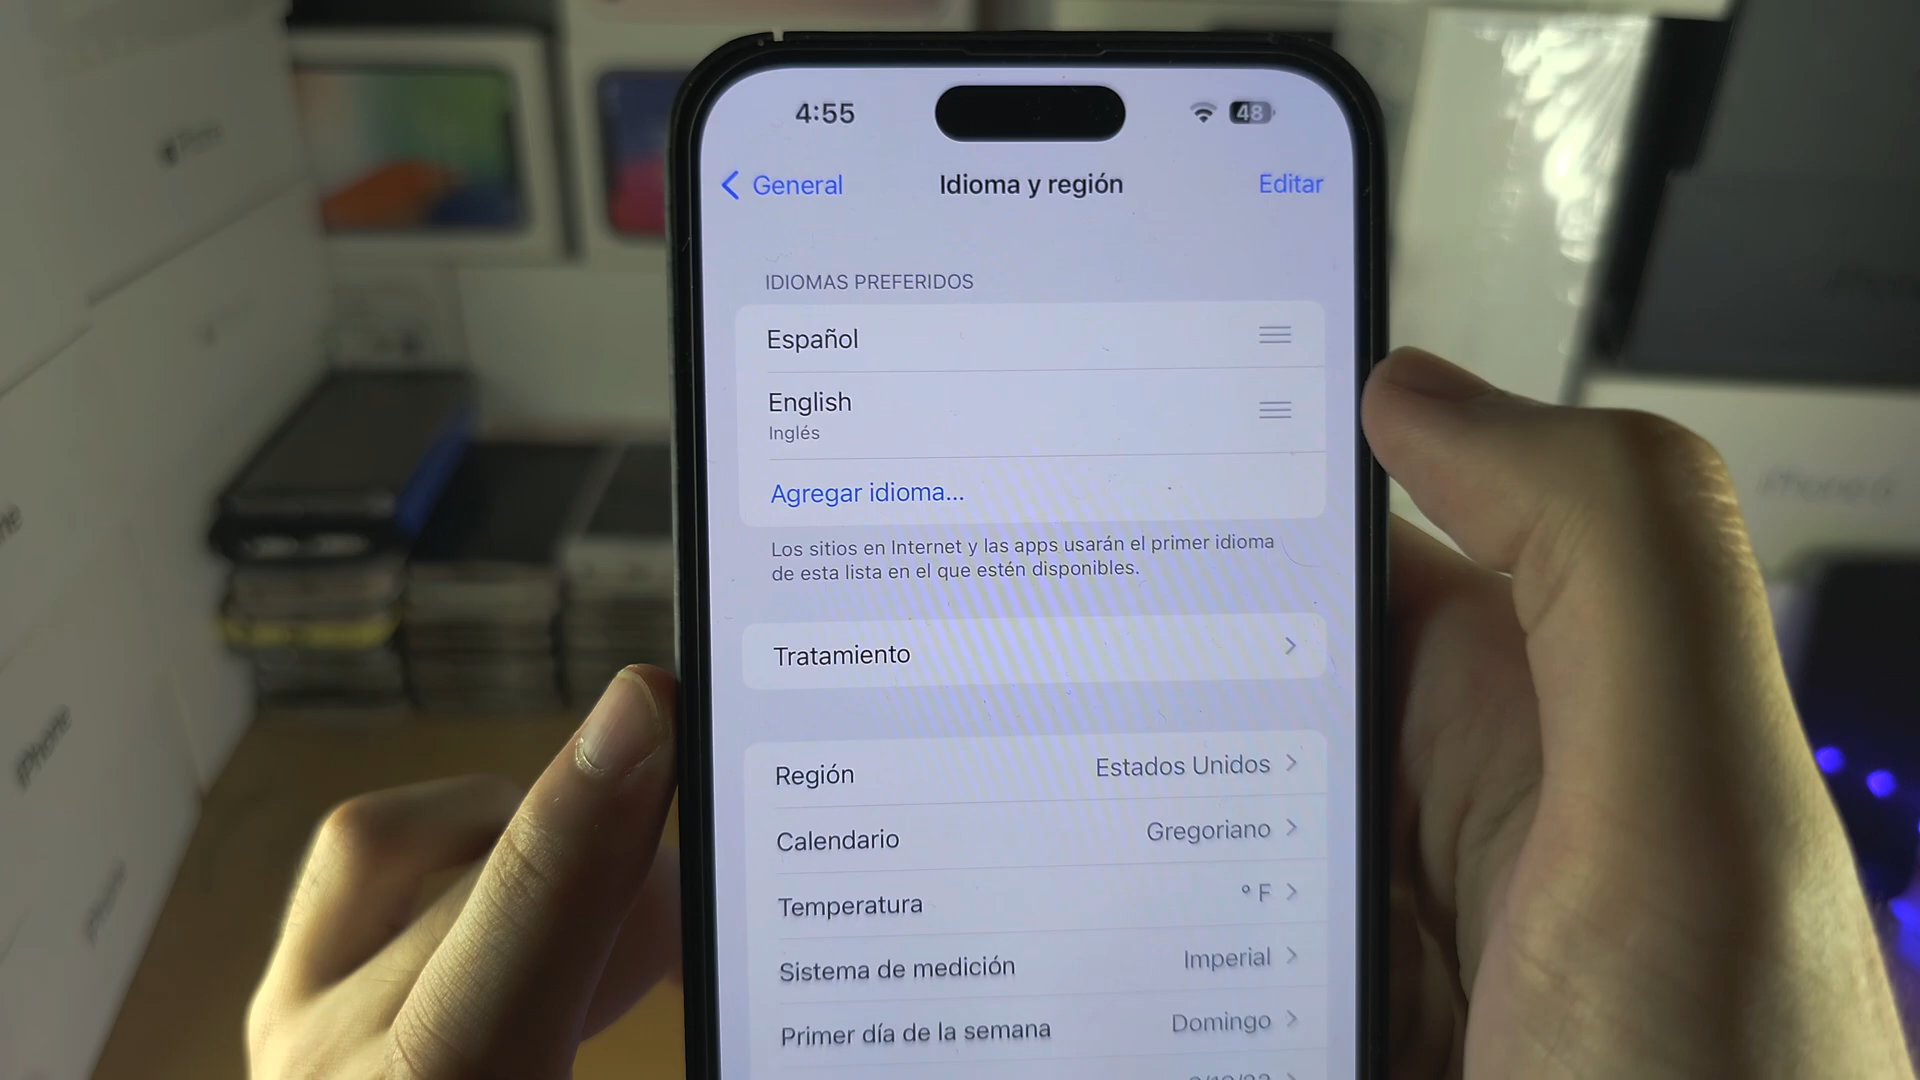 4:55
48
General
Idioma y región
Editar
IDIOMAS PREFERIDOS
Español
English
Inglés
Agregar idioma...
Los sitios en Internet y las apps usarán el primer idioma
de esta lista en el que estén disponibles.
Tratamiento
Región Estados Unidos
Calendario Gregoriano
Temperatura ° F
Sistema de medición Imperial
Primer día de la semana Domingo
iPhone